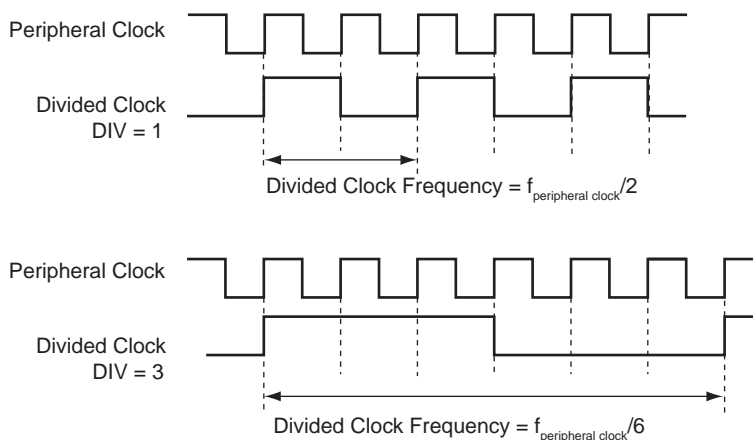 Peripheral Clock
Divided Clock
DIV = 1
Divided Clock Frequency = fperipheral clock/2
Peripheral Clock
Divided Clock
DIV = 3
Divided Clock Frequency = fperipheral clock/6